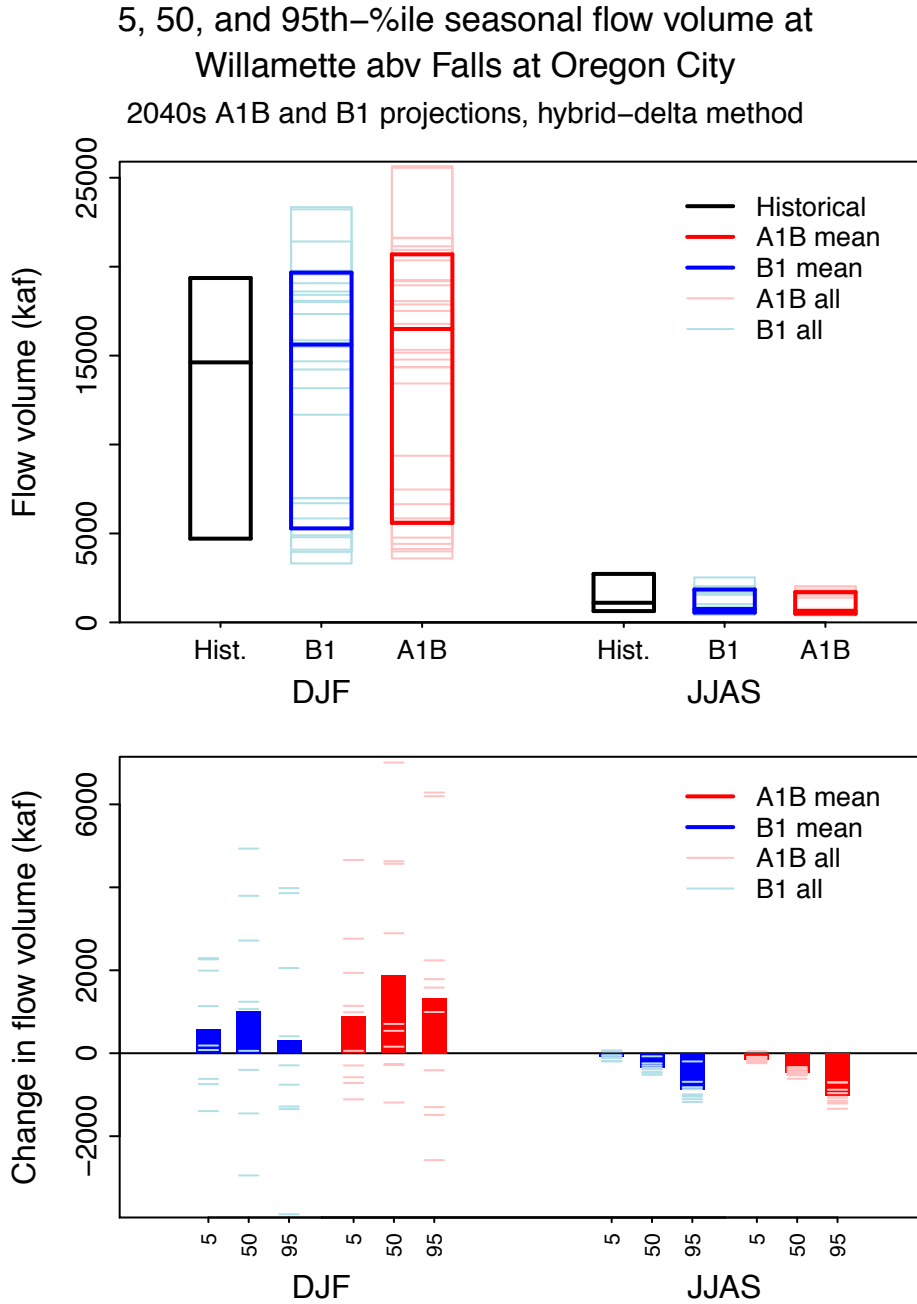 5, 50, and 95th−%ile seasonal flow volume at
Willamette abv Falls at Oregon City
2040s A1B and B1 projections, hybrid−delta method
Flow volume (kaf)
25000
15000
5000
0
Historical
A1B mean
B1 mean
A1B all
B1 all
Hist. B1 A1B Hist. B1 A1B
DJF JJAS
Change in flow volume (kaf)
6000
2000
0
−2000
A1B mean
B1 mean
A1B all
B1 all
5 50 95 5 50 95 5 50 95 5 50 95
DJF JJAS